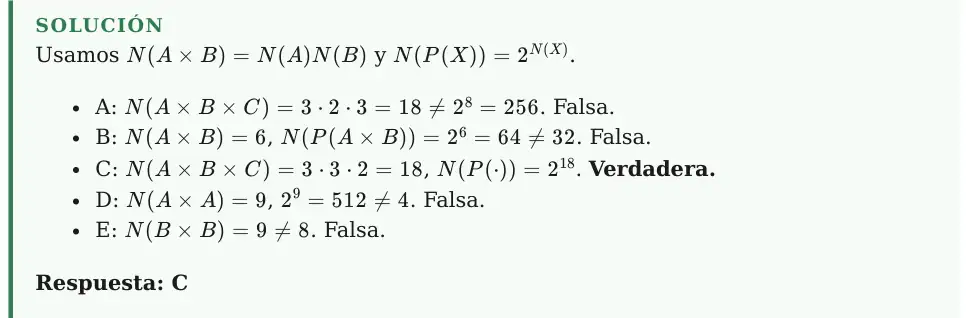 SOLUCIÓN
Usamos N(A × B) = N(A)N(B) y N(P(X)) = 2^{N(X)}.
• A: N(A × B × C) = 3 · 2 · 3 = 18 ≠ 2^8 = 256. Falsa.
• B: N(A × B) = 6, N(P(A × B)) = 2^6 = 64 ≠ 32. Falsa.
• C: N(A × B × C) = 3 · 3 · 2 = 18, N(P(·)) = 2^{18}. Verdadera.
• D: N(A × A) = 9, 2^9 = 512 ≠ 4. Falsa.
• E: N(B × B) = 9 ≠ 8. Falsa.
Respuesta: C